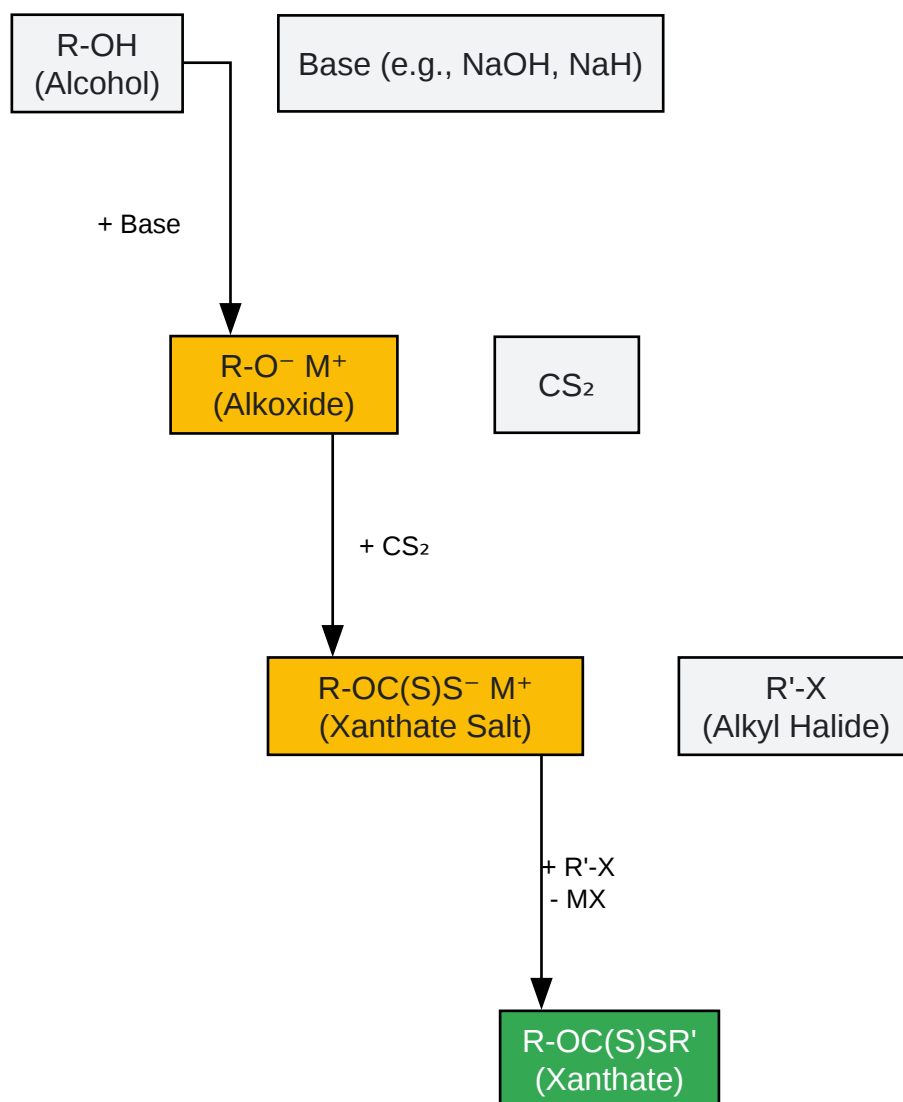 R-OH
(Alcohol)
Base (e.g., NaOH, NaH)
+ Base
R-O⁻ M⁺
(Alkoxide)
CS₂
+ CS₂
R-OC(S)S⁻ M⁺
(Xanthate Salt)
R'-X
(Alkyl Halide)
+ R'-X
- MX
R-OC(S)SR'
(Xanthate)